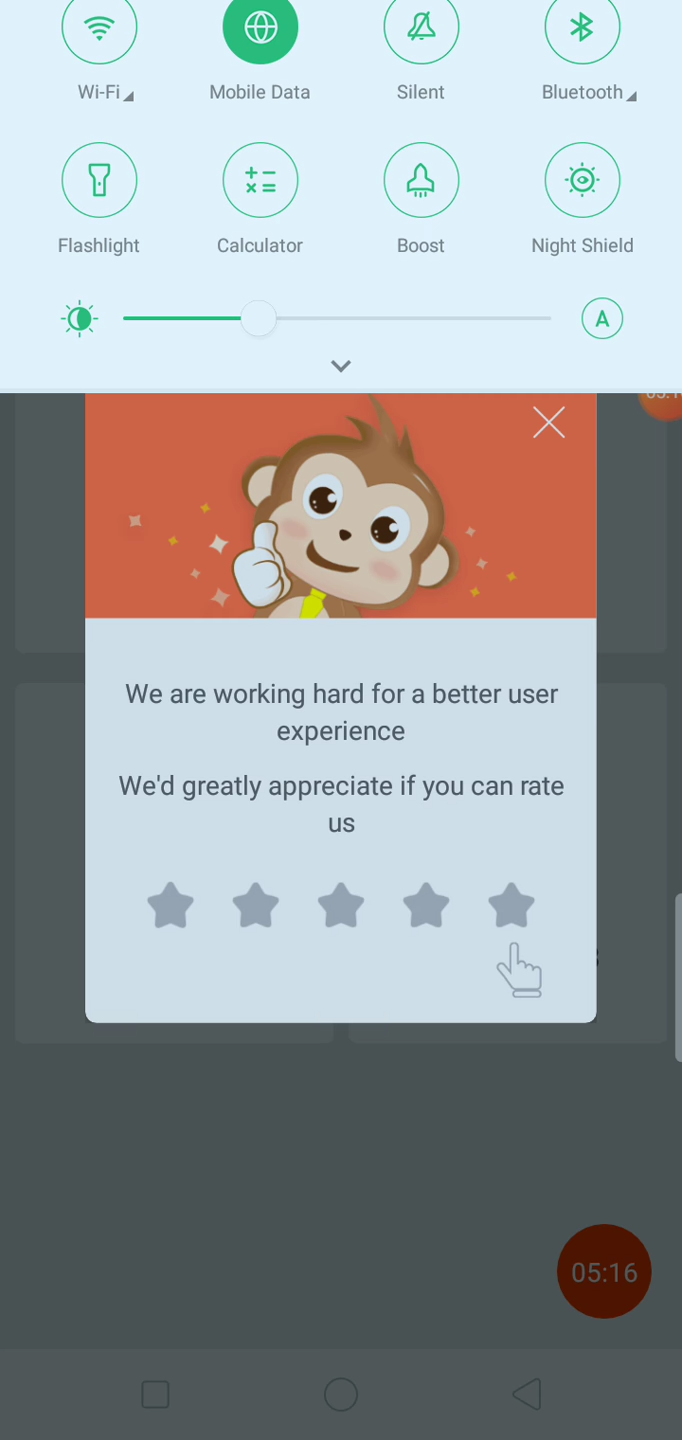 Wi-Fi Mobile Data Silent Bluetooth
Flashlight Calculator Boost Night Shield
A
We are working hard for a better user
experience
We'd greatly appreciate if you can rate
us
05:16